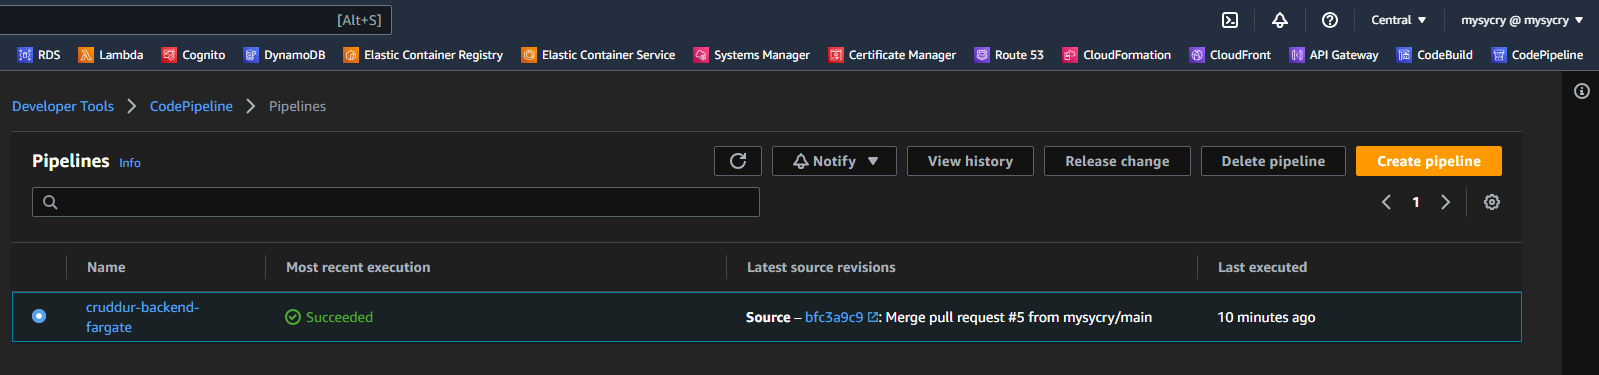 [Alt+S] Central mysycry @ mysycry
RDS Lambda Cognito DynamoDB Elastic Container Registry Elastic Container Service Systems Manager Certificate Manager Route 53 CloudFormation CloudFront API Gateway CodeBuild CodePipeline
Developer Tools CodePipeline Pipelines
Pipelines Info Notify View history Release change Delete pipeline Create pipeline
1
Name Most recent execution Latest source revisions Last executed
cruddur-backend-
fargate Succeeded Source – bfc3a9c9: Merge pull request #5 from mysycry/main 10 minutes ago